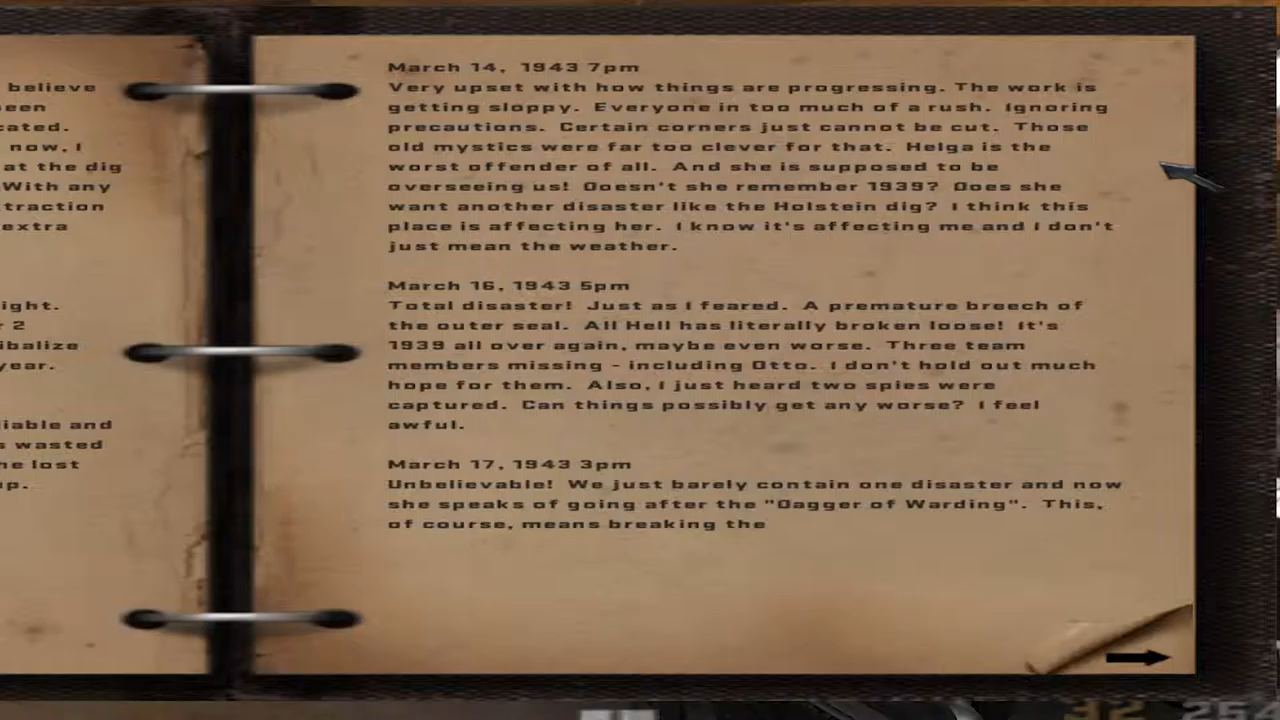 believe
been
cated.
now, I
at the dig
With any
traction
extra
ight.
r 2
ibalize
year.
liable and
s wasted
he lost
up.
March 14, 1943 7pm
Very upset with how things are progressing. The work is
getting sloppy. Everyone in too much of a rush. Ignoring
precautions. Certain corners just cannot be cut. Those
old mystics were far too clever for that. Helga is the
worst offender of all. And she is supposed to be
overseeing us! Doesn't she remember 1939? Does she
want another disaster like the Holstein dig? I think this
place is affecting her. I know it's affecting me and I don't
just mean the weather.
March 16, 1943 5pm
Total disaster! Just as I feared. A premature breech of
the outer seal. All Hell has literally broken loose! It's
1939 all over again, maybe even worse. Three team
members missing - including Otto. I don't hold out much
hope for them. Also, I just heard two spies were
captured. Can things possibly get any worse? I feel
awful.
March 17, 1943 3pm
Unbelievable! We just barely contain one disaster and now
she speaks of going after the "Dagger of Warding". This,
of course, means breaking the